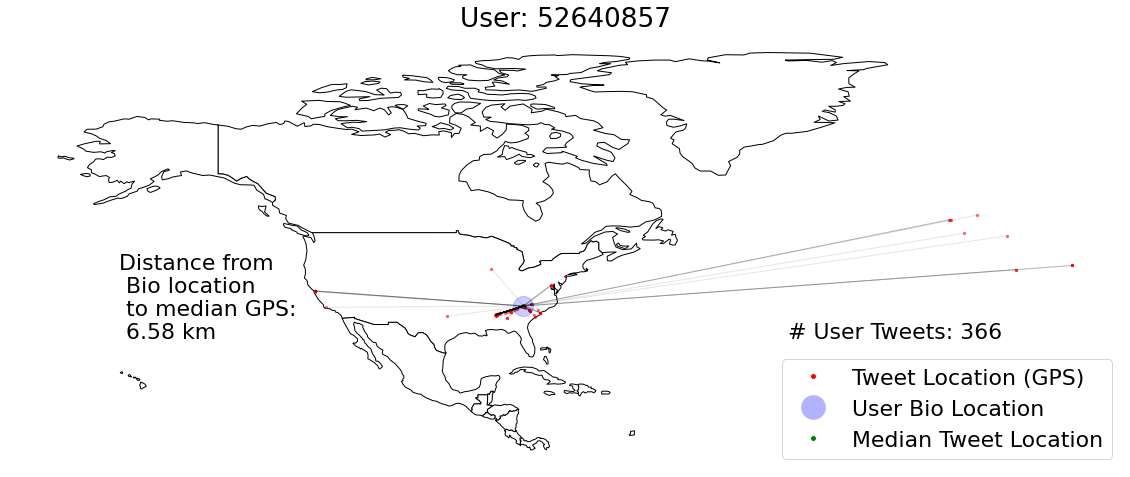 User: 52640857
Distance from
Bio location
to median GPS:
6.58 km
# User Tweets: 366
Tweet Location (GPS)
User Bio Location
Median Tweet Location